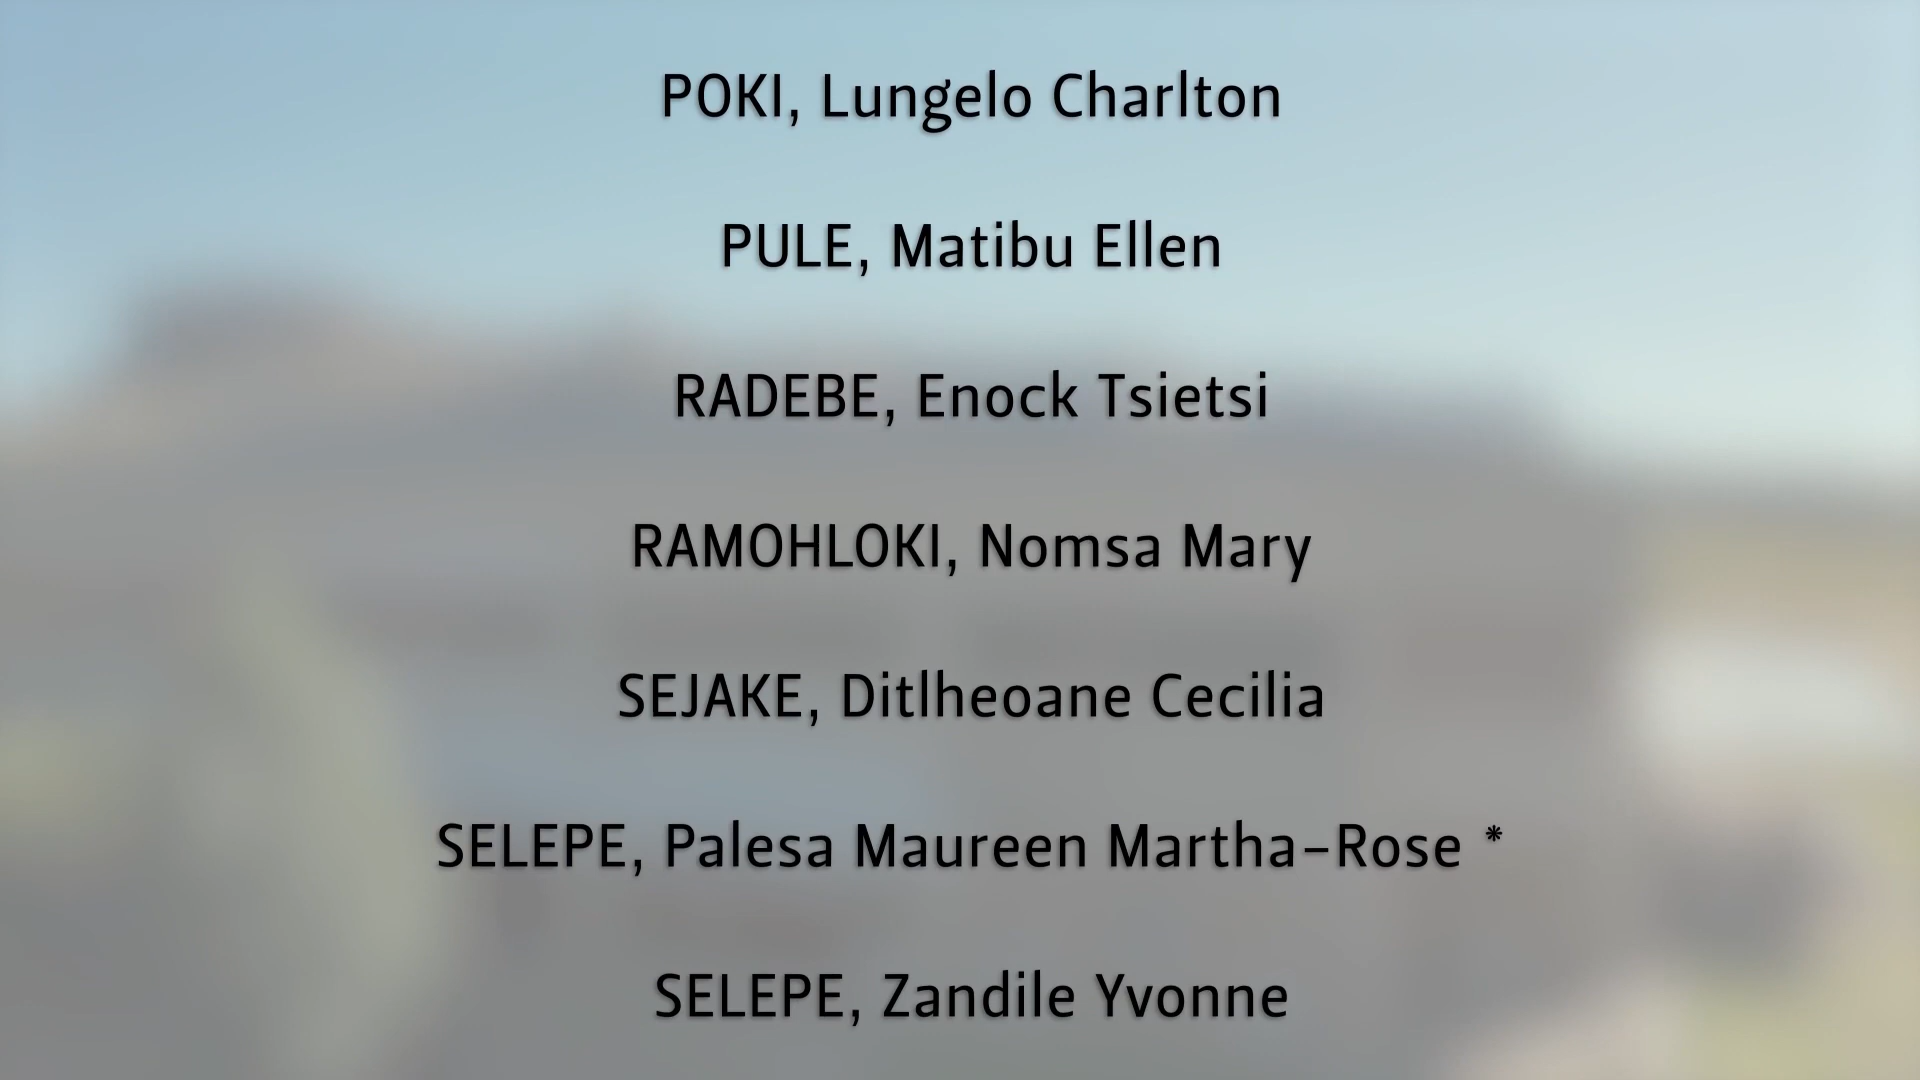 POKI, Lungelo Charlton
PULE, Matibu Ellen
RADEBE, Enock Tsietsi
RAMOHLOKI, Nomsa Mary
SEJAKE, Ditlheoane Cecilia
SELEPE, Palesa Maureen Martha-Rose *
SELEPE, Zandile Yvonne